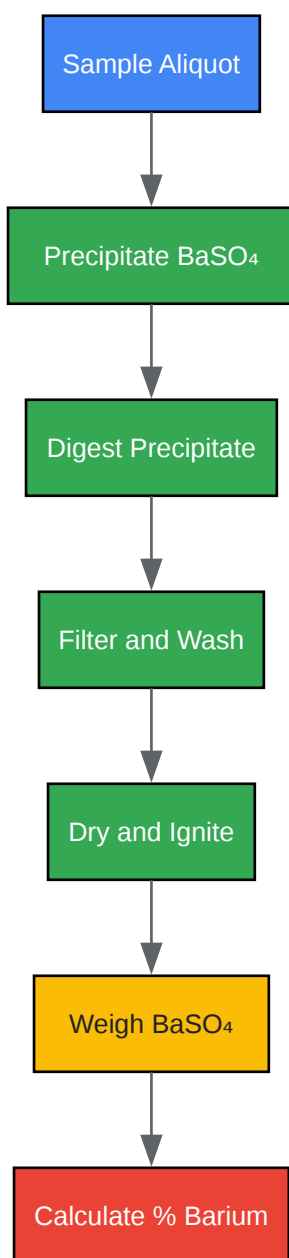 Sample Aliquot
Precipitate BaSO₄
Digest Precipitate
Filter and Wash
Dry and Ignite
Weigh BaSO₄
Calculate % Barium